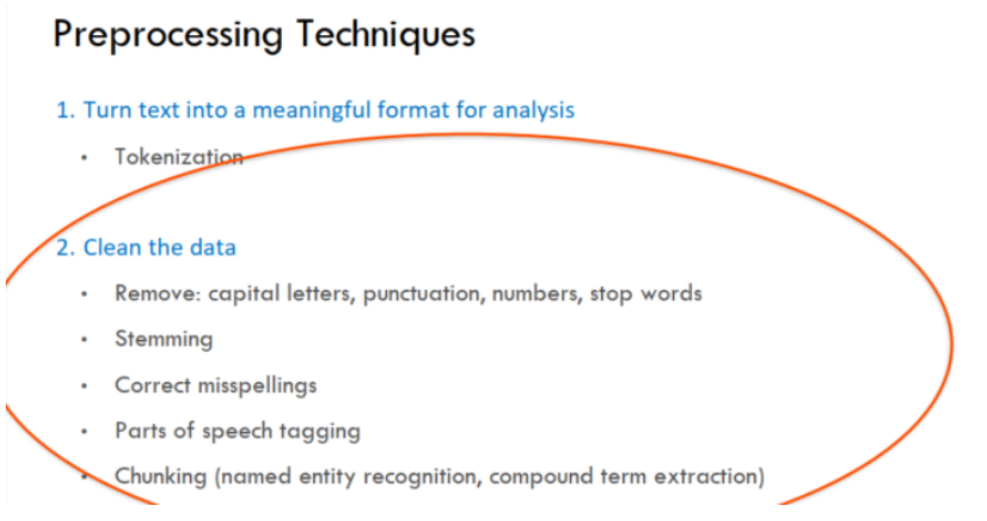 Preprocessing Techniques
1. Turn text into a meaningful format for analysis
• Tokenization
2. Clean the data
• Remove: capital letters, punctuation, numbers, stop words
• Stemming
• Correct misspellings
• Parts of speech tagging
• Chunking (named entity recognition, compound term extraction)